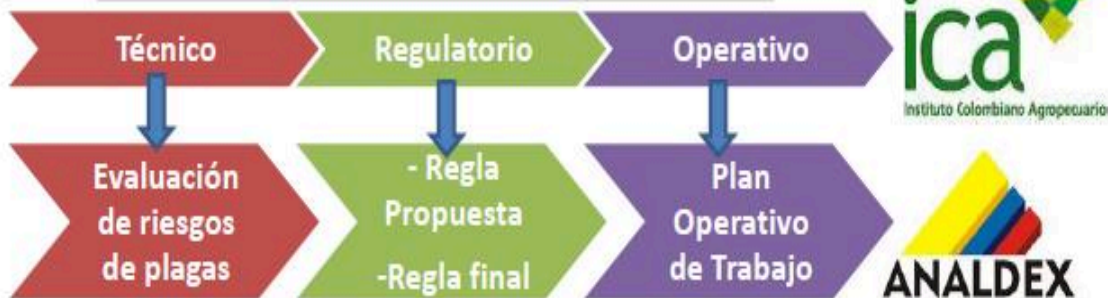 Técnico
Regulatorio
Operativo
Evaluación
de riesgos
de plagas
- Regla
Propuesta
-Regla final
Plan
Operativo
de Trabajo
ica
Instituto Colombiano Agropecuario
ANALDEX